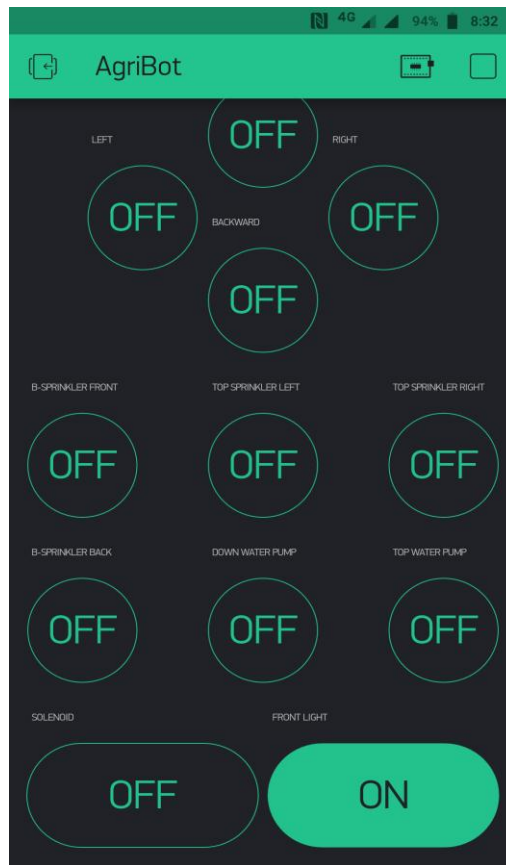 4G 94% 8:32
AgriBot
OFF
LEFT RIGHT
OFF OFF
BACKWARD
OFF
B-SPRINKLER FRONT TOP SPRINKLER LEFT TOP SPRINKLER RIGHT
OFF OFF OFF
B-SPRINKLER BACK DOWN WATER PUMP TOP WATER PUMP
OFF OFF OFF
SOLENOID FRONT LIGHT
OFF ON